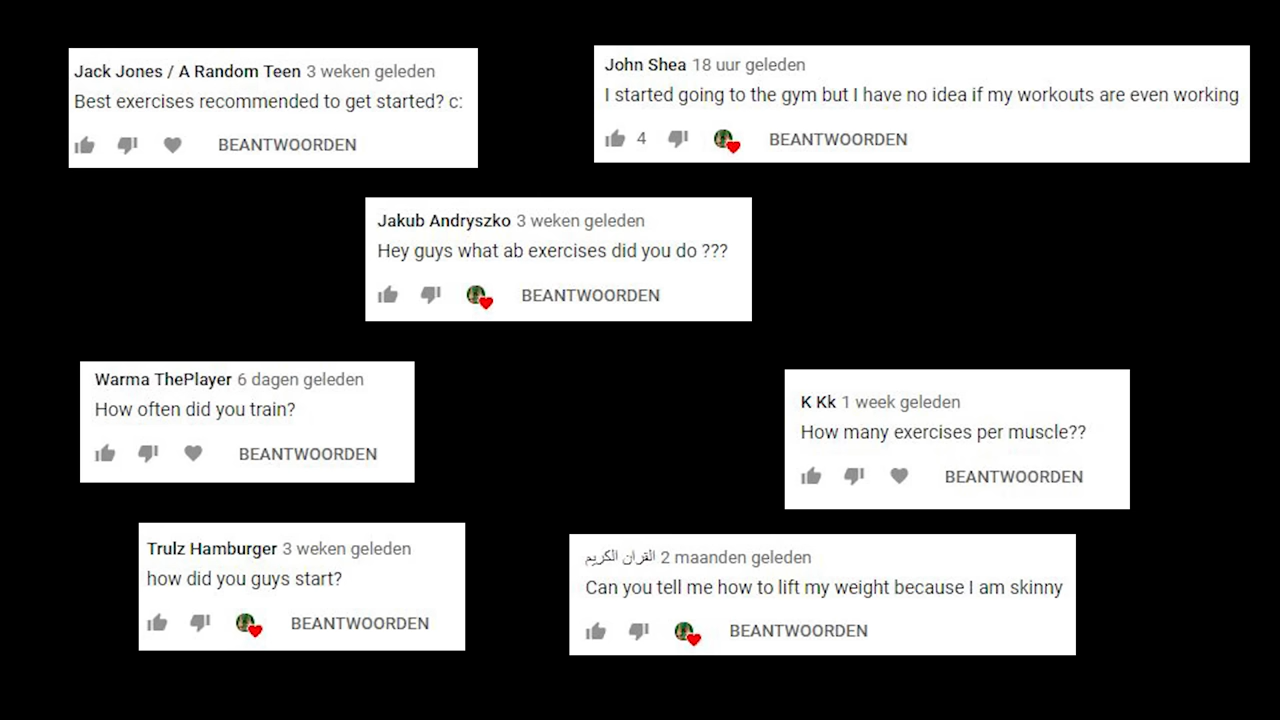 Jack Jones / A Random Teen 3 weken geleden
Best exercises recommended to get started? c:
BEANTWOORDEN
John Shea 18 uur geleden
I started going to the gym but I have no idea if my workouts are even working
4 BEANTWOORDEN
Jakub Andryszko 3 weken geleden
Hey guys what ab exercises did you do ???
BEANTWOORDEN
Warma ThePlayer 6 dagen geleden
How often did you train?
BEANTWOORDEN
K Kk 1 week geleden
How many exercises per muscle??
BEANTWOORDEN
Trulz Hamburger 3 weken geleden
how did you guys start?
BEANTWOORDEN
القران الكريم 2 maanden geleden
Can you tell me how to lift my weight because I am skinny
BEANTWOORDEN